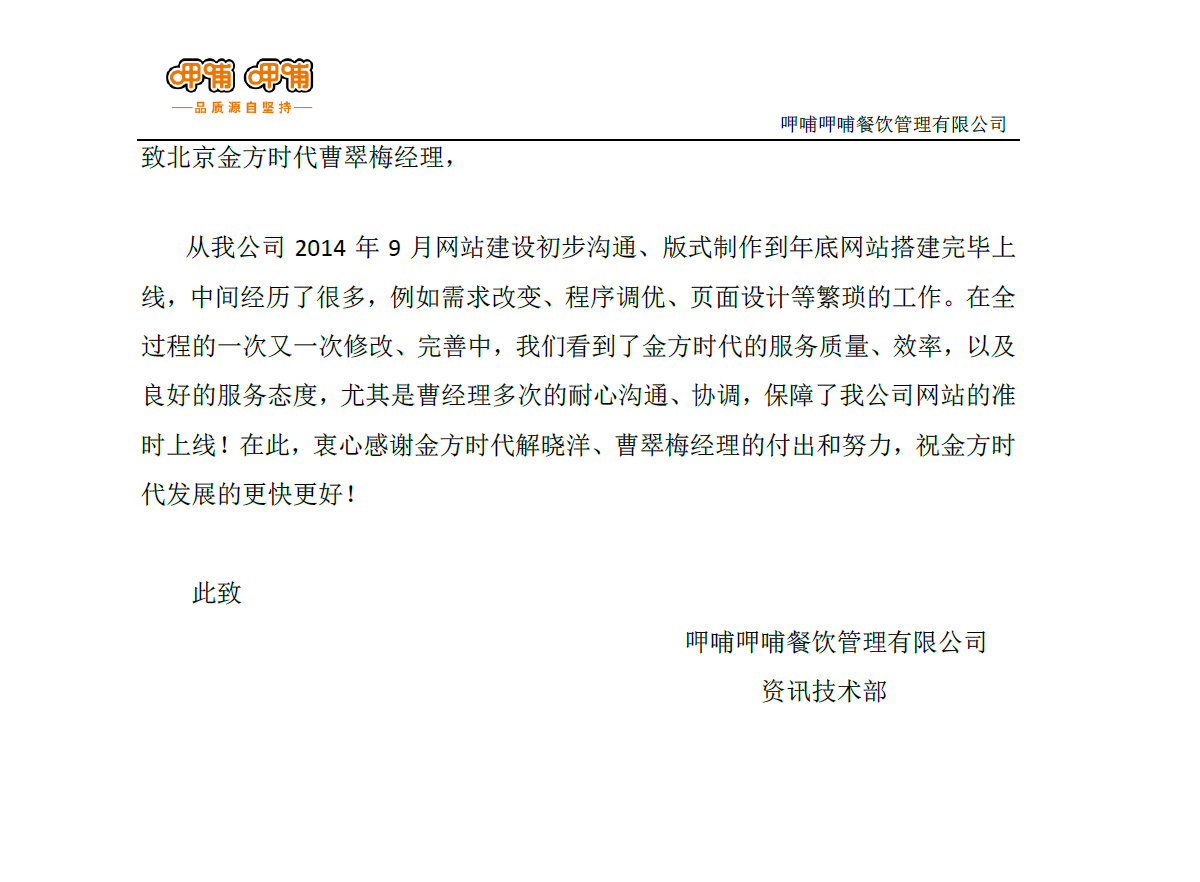 呷哺 呷哺
品质源自坚持
呷哺呷哺餐饮管理有限公司
致北京金方时代曹翠梅经理，
从我公司 2014 年 9 月网站建设初步沟通、版式制作到年底网站搭建完毕上
线，中间经历了很多，例如需求改变、程序调优、页面设计等繁琐的工作。在全
过程的一次又一次修改、完善中，我们看到了金方时代的服务质量、效率，以及
良好的服务态度，尤其是曹经理多次的耐心沟通、协调，保障了我公司网站的准
时上线！在此，衷心感谢金方时代解晓洋、曹翠梅经理的付出和努力，祝金方时
代发展的更快更好！
此致
呷哺呷哺餐饮管理有限公司
资讯技术部